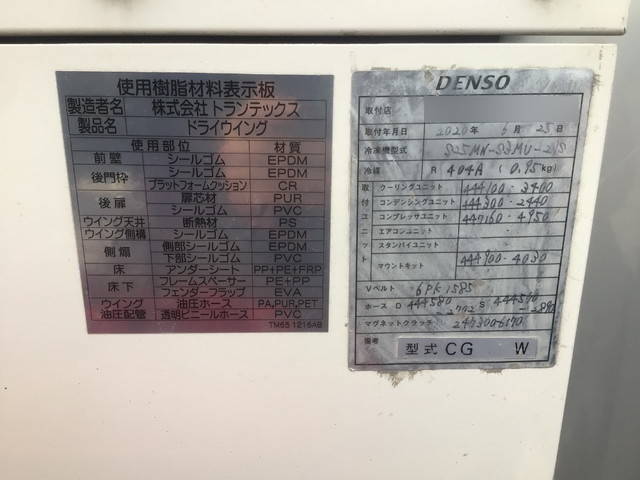 使用樹脂材料表示板
製造者名 株式会社トランテックス
製品名 ドライウイング
使用部位 材質
前壁 シールゴム EPDM
後門枠 シールゴム EPDM
プラットフォームクッション CR
後扉 扉芯材 PUR
シールゴム PVC
ウイング天井 断熱材 PS
ウイング側構 シールゴム EPDM
側煽 側部シールゴム EPDM
下部シールゴム PVC
床 アンダーシート PP+PE+FRP
床下 フレームスペーサー PE+PP
フェンダーフラップ EVA
ウイング油圧配管 油圧ホース PA,PUR,PET
透明ビニールホース PVC
TM55 1216AB
DENSO
取付店
取付年月日 2020年 6月 25日
冷凍機型式
冷媒 R 404A (0.95kg)
取付ユニット
クーリングユニット 444100-3400
コンデンシングユニット 444300-2440
コンプレッサユニット 447160-4950
エアコンユニット
スタンバイユニット
マウントキット 444900-4030
Vベルト 6PK1585
ホース D 444580 S
マグネットクラッチ 247300-6170
備考 型式 CG W